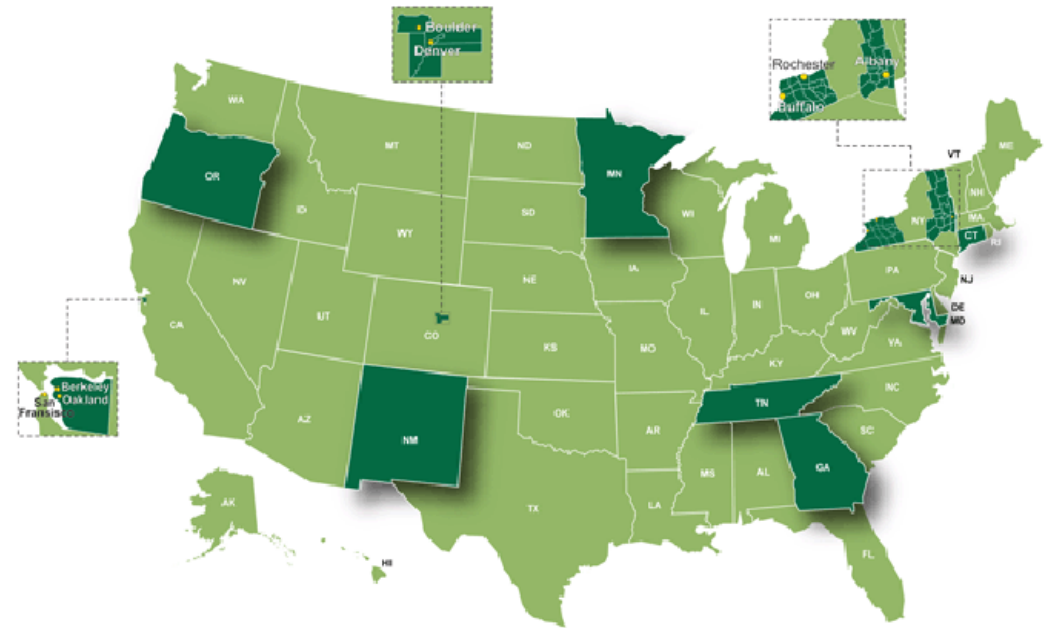 Boulder
Denver
Rochester
Albany
Buffalo
WA
OR
MT
ND
MN
ID
WY
SD
WI
MI
VT
ME
NH
NY
MA
CT
RI
PA
NJ
DE
MD
NV
UT
CO
NE
IA
IL
IN
OH
WV
VA
CA
KS
MO
KY
NC
Berkeley
Oakland
San
Fransisco
AZ
NM
OK
AR
TN
SC
MS
AL
GA
TX
LA
FL
AK
HI